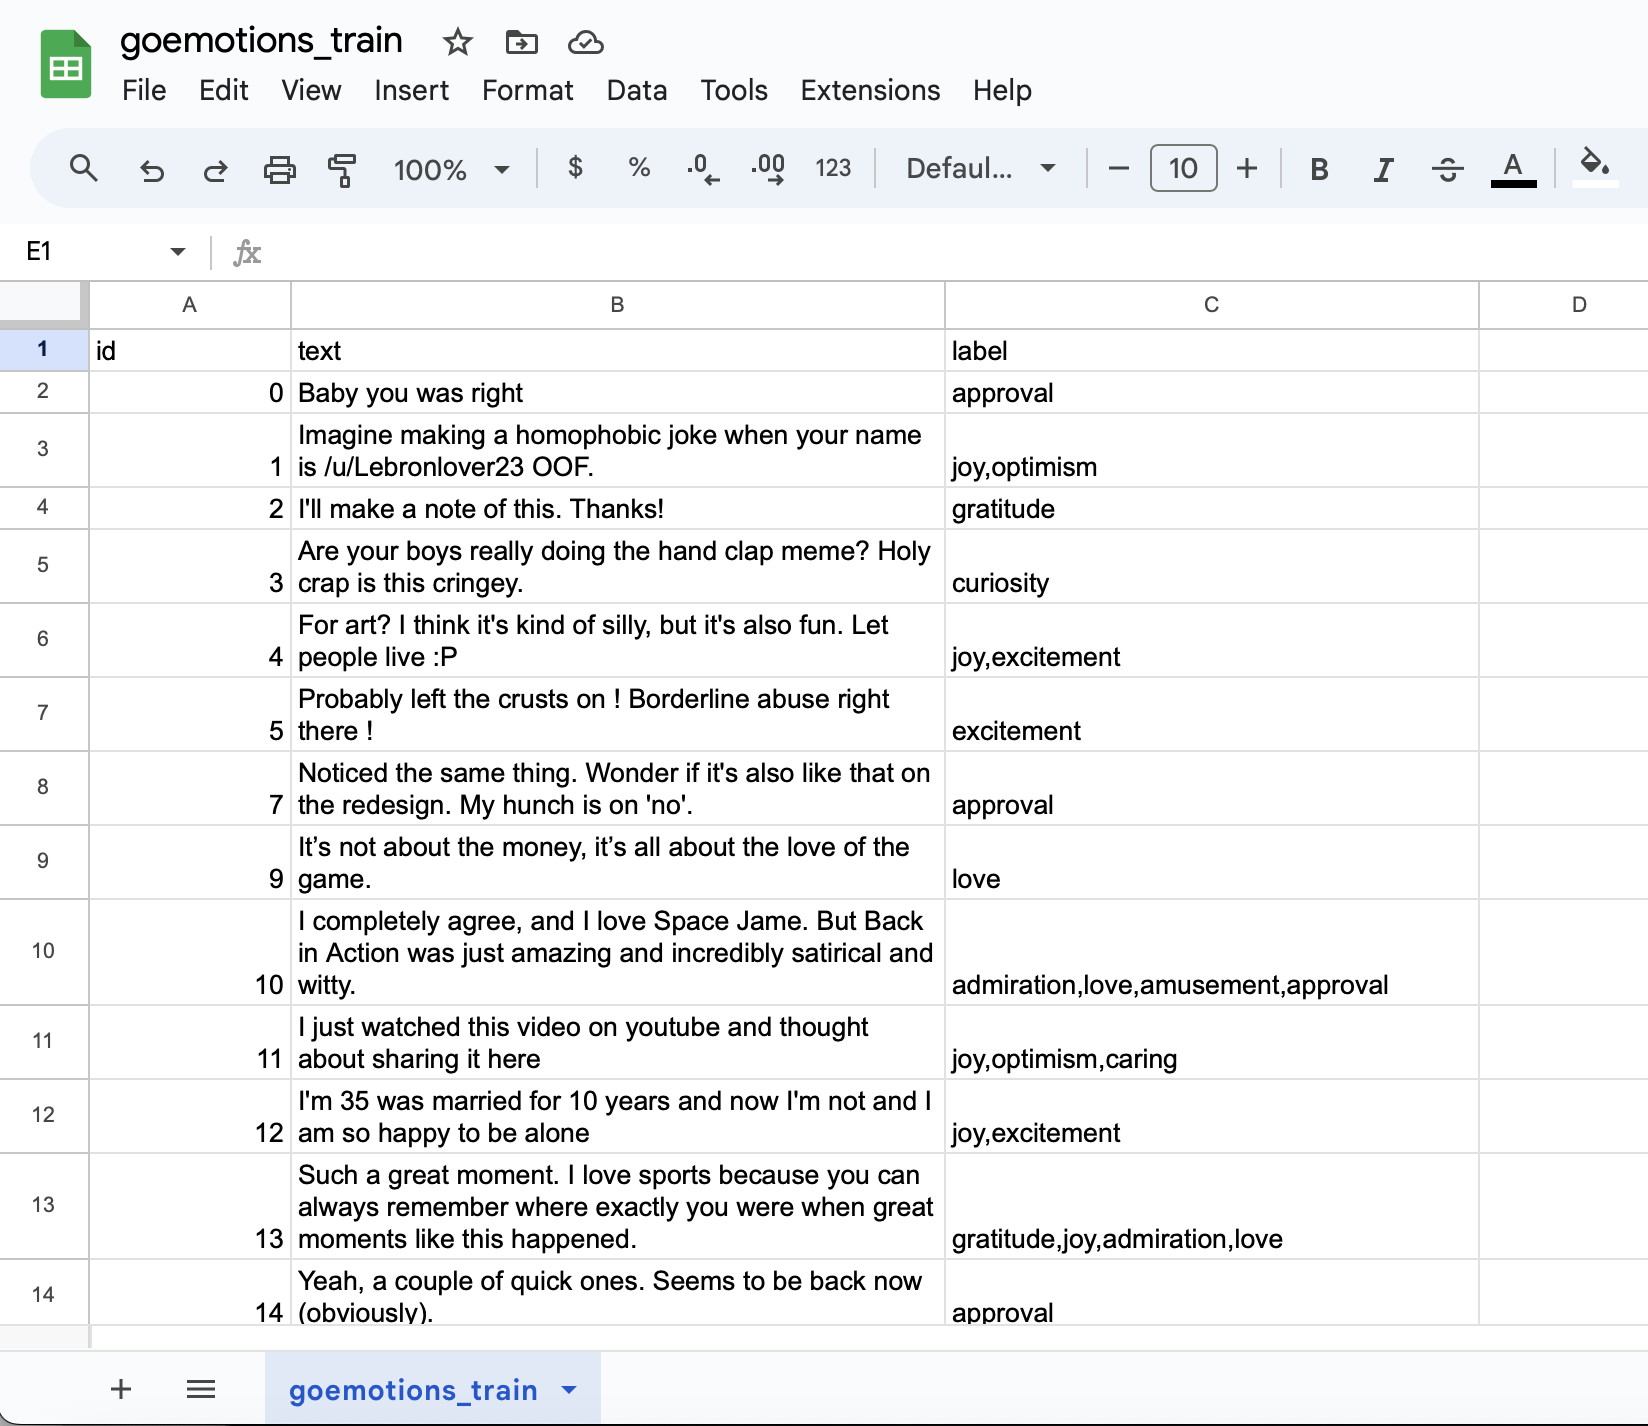 goemotions_train
File Edit View Insert Format Data Tools Extensions Help
100% $ % .0 .00 123 Defaul... 10 B I S A
E1 fx
A B C D
1 id text label
2 0 Baby you was right approval
3 1 Imagine making a homophobic joke when your name
is /u/Lebronlover23 OOF. joy,optimism
4 2 I'll make a note of this. Thanks! gratitude
5 3 Are your boys really doing the hand clap meme? Holy
crap is this cringey. curiosity
6 4 For art? I think it's kind of silly, but it's also fun. Let
people live :P joy,excitement
7 5 Probably left the crusts on ! Borderline abuse right
there ! excitement
8 7 Noticed the same thing. Wonder if it's also like that on
the redesign. My hunch is on 'no'. approval
9 9 It’s not about the money, it’s all about the love of the
game. love
10 10 I completely agree, and I love Space Jame. But Back
in Action was just amazing and incredibly satirical and
witty. admiration,love,amusement,approval
11 11 I just watched this video on youtube and thought
about sharing it here joy,optimism,caring
12 12 I'm 35 was married for 10 years and now I'm not and I
am so happy to be alone joy,excitement
13 13 Such a great moment. I love sports because you can
always remember where exactly you were when great
moments like this happened. gratitude,joy,admiration,love
14 14 Yeah, a couple of quick ones. Seems to be back now
(obviously). approval
goemotions_train